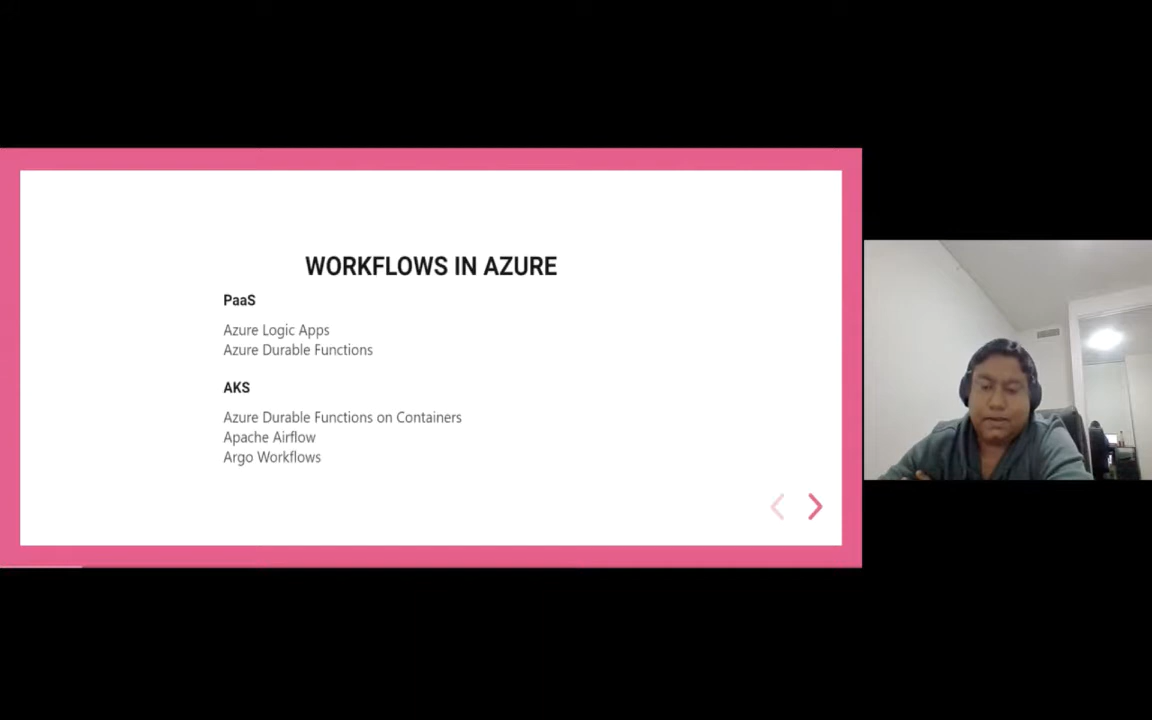 WORKFLOWS IN AZURE
PaaS
Azure Logic Apps
Azure Durable Functions
AKS
Azure Durable Functions on Containers
Apache Airflow
Argo Workflows